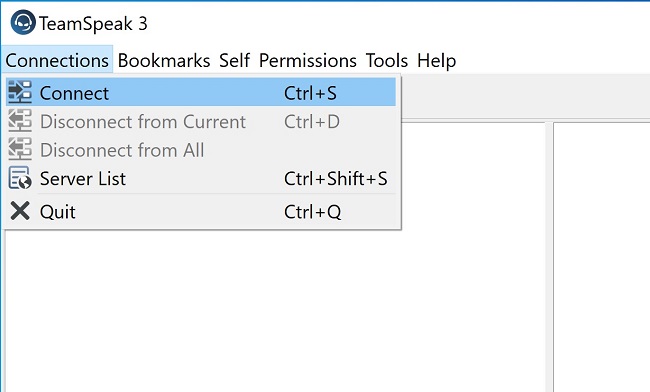 TeamSpeak 3
Connections Bookmarks Self Permissions Tools Help
Connect Ctrl+S
Disconnect from Current Ctrl+D
Disconnect from All
Server List Ctrl+Shift+S
Quit Ctrl+Q